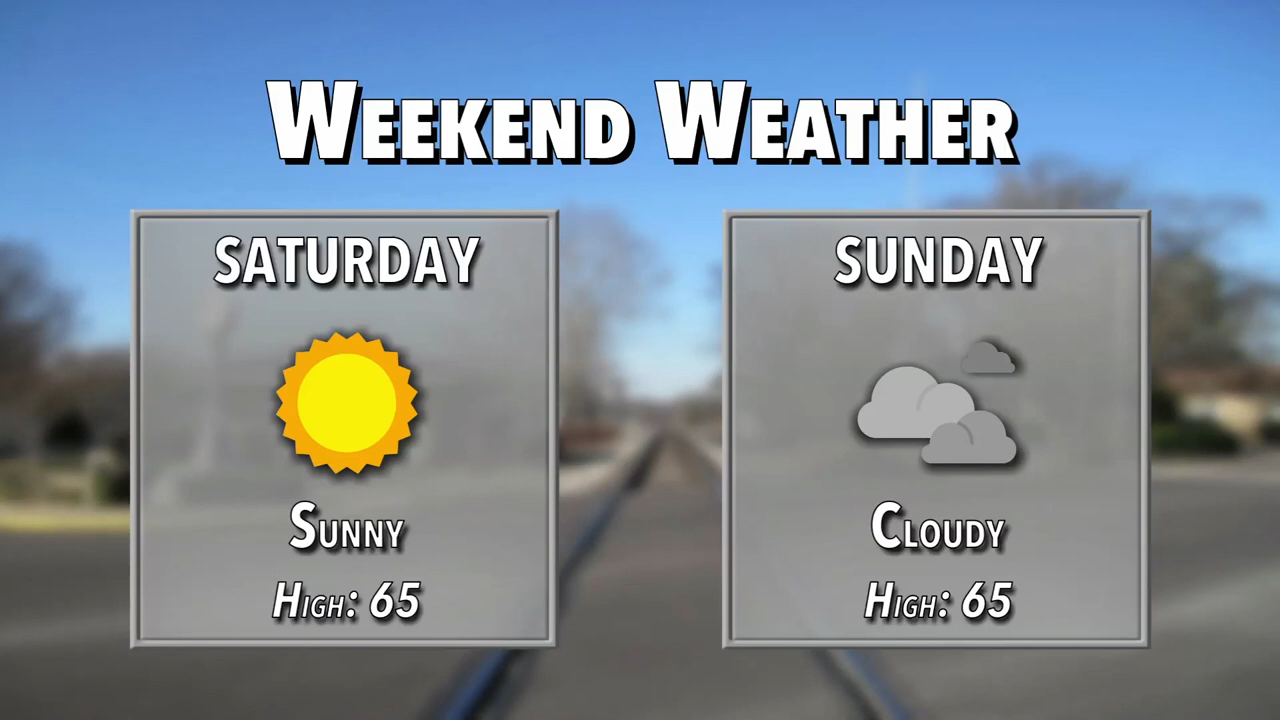 Weekend Weather
SATURDAY
Sunny
High: 65
SUNDAY
Cloudy
High: 65